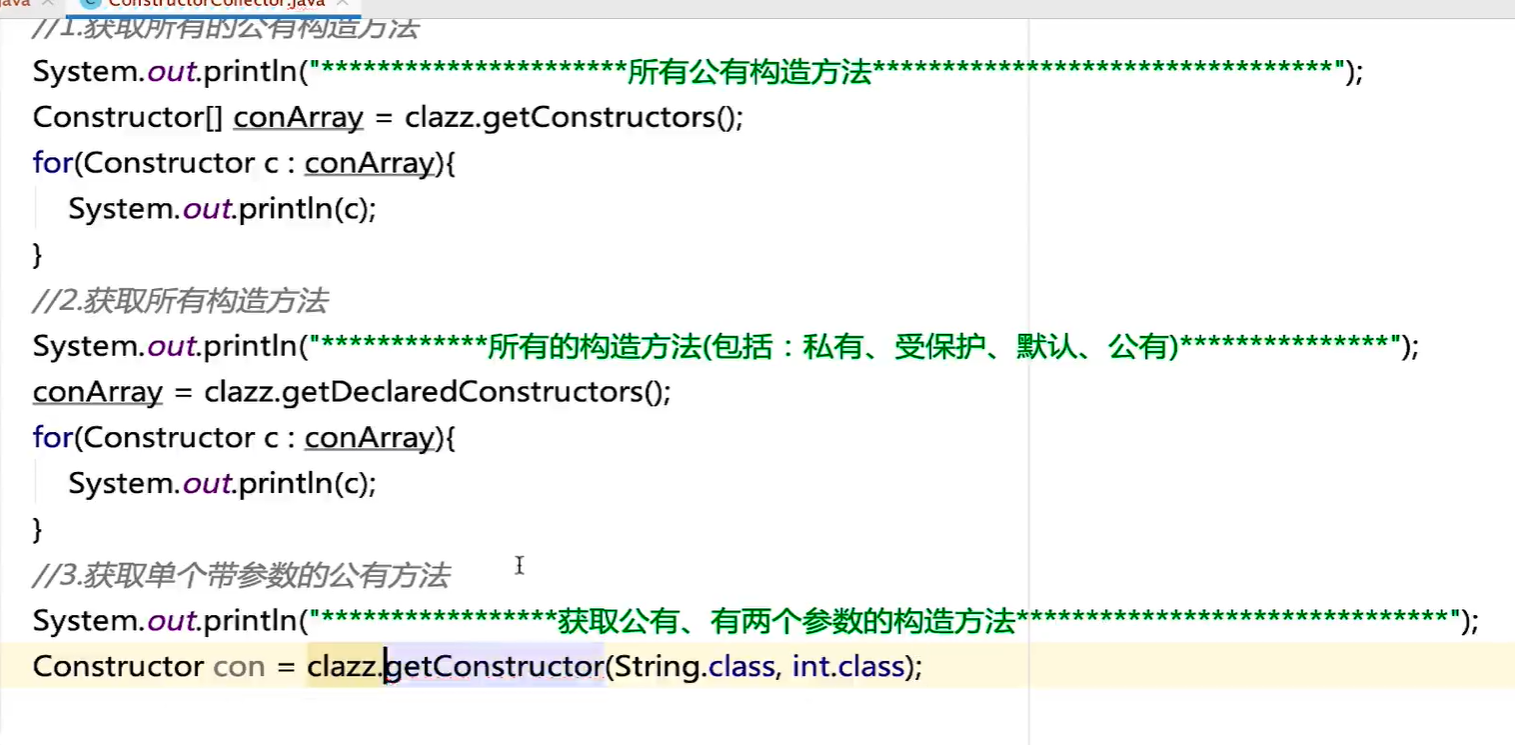 java ConstructorCollector.java
//1.获取所有的公有构造方法
System.out.println("**********************所有公有构造方法*********************************");
Constructor[] conArray = clazz.getConstructors();
for(Constructor c : conArray){
System.out.println(c);
}
//2.获取所有构造方法
System.out.println("************所有的构造方法(包括：私有、受保护、默认、公有)***************");
conArray = clazz.getDeclaredConstructors();
for(Constructor c : conArray){
System.out.println(c);
}
//3.获取单个带参数的公有方法
System.out.println("*****************获取公有、有两个参数的构造方法*******************************");
Constructor con = clazz.getConstructor(String.class, int.class);